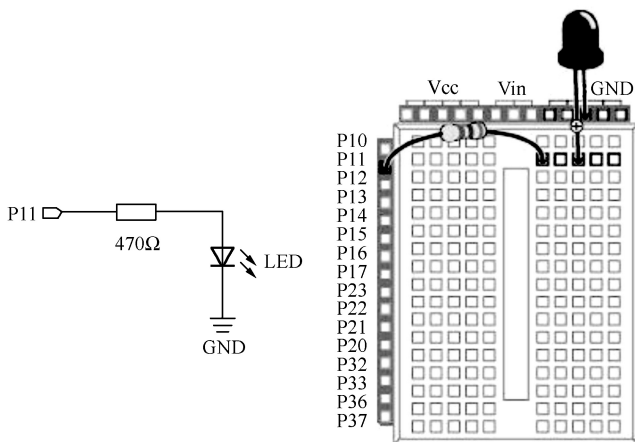 P11
470Ω
LED
GND
Vcc Vin GND
P10
P11
P12
P13
P14
P15
P16
P17
P23
P22
P21
P20
P32
P33
P36
P37